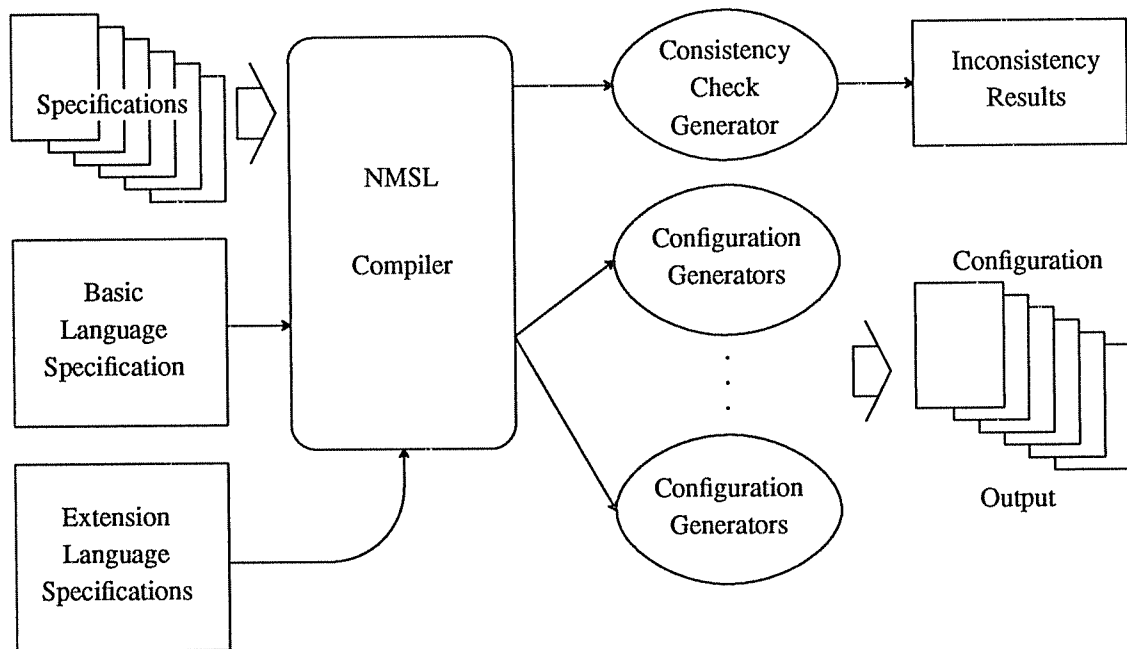 Specifications
Basic
Language
Specification
Extension
Language
Specifications
NMSL
Compiler
Consistency
Check
Generator
Inconsistency
Results
Configuration
Generators
.
.
.
Configuration
Generators
Configuration
Output